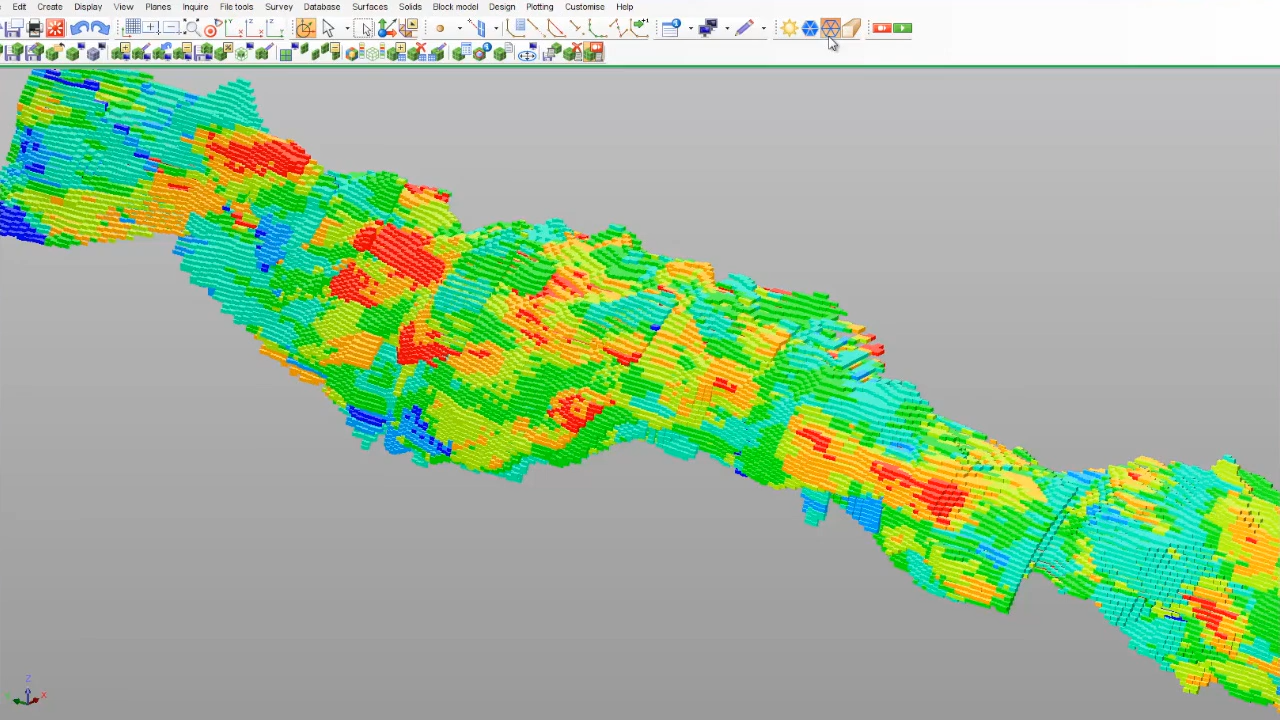 Edit Create Display View Planes Inquire File tools Survey Database Surfaces Solids Block model Design Plotting Customise Help
Z
X